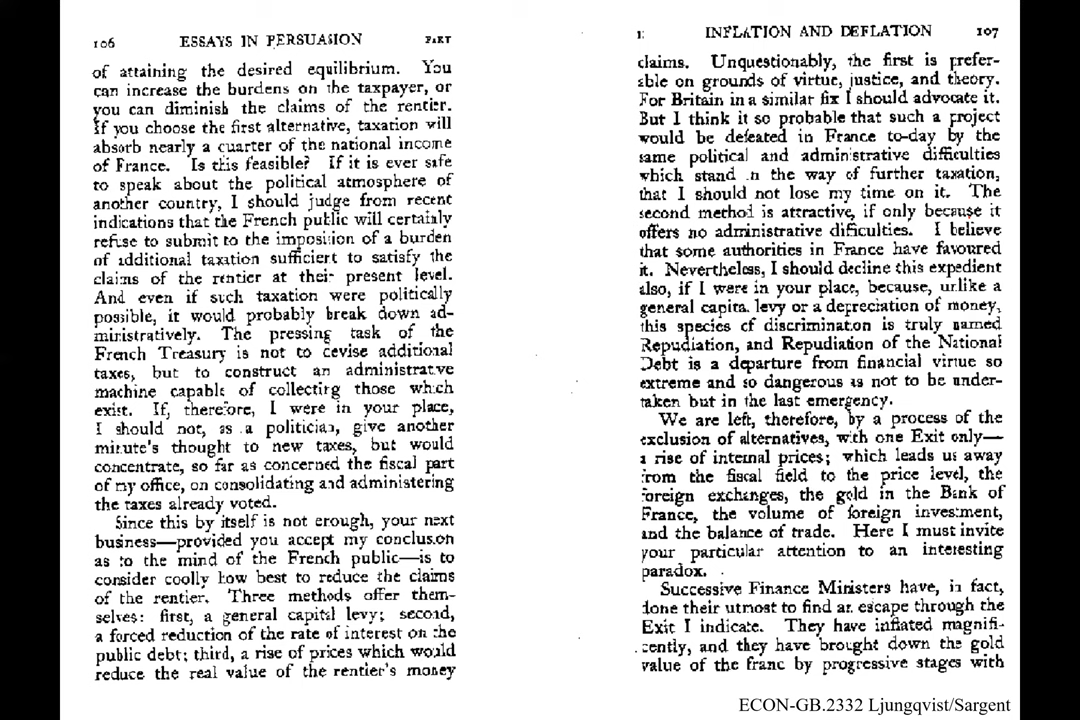 106 ESSAYS IN PERSUASION PART
of attaining the desired equilibrium. You
can increase the burdens on the taxpayer, or
you can diminish the claims of the rentier.
If you choose the first alternative, taxation will
absorb nearly a quarter of the national income
of France. Is this feasible? If it is ever safe
to speak about the political atmosphere of
another country, I should judge from recent
indications that the French public will certainly
refuse to submit to the imposition of a burden
of additional taxation sufficient to satisfy the
claims of the rentier at their present level.
And even if such taxation were politically
possible, it would probably break down ad-
ministratively. The pressing task of the
French Treasury is not to devise additional
taxes, but to construct an administrative
machine capable of collecting those which
exist. If, therefore, I were in your place,
I should not, as a politician, give another
minute's thought to new taxes, but would
concentrate, so far as concerned the fiscal part
of my office, on consolidating and administering
the taxes already voted.
Since this by itself is not enough, your next
business—provided you accept my conclusion
as to the mind of the French public—is to
consider coolly how best to reduce the claims
of the rentier. Three methods offer them-
selves: first, a general capital levy; second,
a forced reduction of the rate of interest on the
public debt; third, a rise of prices which would
reduce the real value of the rentier's money
INFLATION AND DEFLATION 107
claims. Unquestionably, the first is prefer-
able on grounds of virtue, justice, and theory.
For Britain in a similar fix I should advocate it.
But I think it so probable that such a project
would be defeated in France to-day by the
same political and administrative difficulties
which stand in the way of further taxation,
that I should not lose my time on it. The
second method is attractive, if only because it
offers no administrative difficulties. I believe
that some authorities in France have favoured
it. Nevertheless, I should decline this expedient
also, if I were in your place, because, unlike a
general capital levy or a depreciation of money,
this species of discrimination is truly named
Repudiation, and Repudiation of the National
Debt is a departure from financial virtue so
extreme and so dangerous as not to be under-
taken but in the last emergency.
We are left, therefore, by a process of the
exclusion of alternatives, with one Exit only—
a rise of internal prices; which leads us away
from the fiscal field to the price level, the
foreign exchanges, the gold in the Bank of
France, the volume of foreign investment,
and the balance of trade. Here I must invite
your particular attention to an interesting
paradox.
Successive Finance Ministers have, in fact,
done their utmost to find an escape through the
Exit I indicate. They have inflated magnifi-
cently, and they have brought down the gold
value of the franc by progressive stages with
ECON-GB.2332 Ljungqvist/Sargent